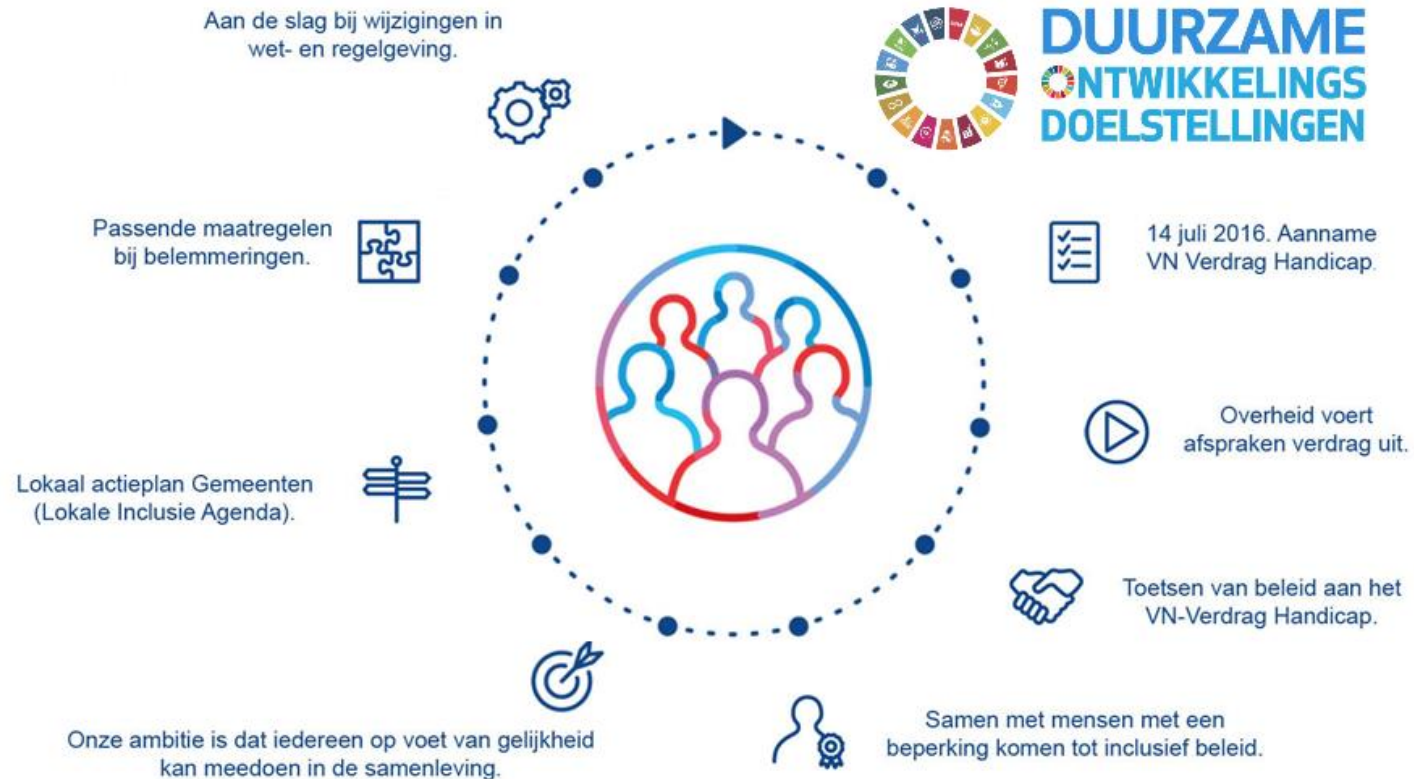 Aan de slag bij wijzigingen in
wet- en regelgeving.
DUURZAME
ONTWIKKELINGS
DOELSTELLINGEN
14 juli 2016. Aanname
VN Verdrag Handicap.
Overheid voert
afspraken verdrag uit.
Toetsen van beleid aan het
VN-Verdrag Handicap.
Samen met mensen met een
beperking komen tot inclusief beleid.
Onze ambitie is dat iedereen op voet van gelijkheid
kan meedoen in de samenleving.
Lokaal actieplan Gemeenten
(Lokale Inclusie Agenda).
Passende maatregelen
bij belemmeringen.